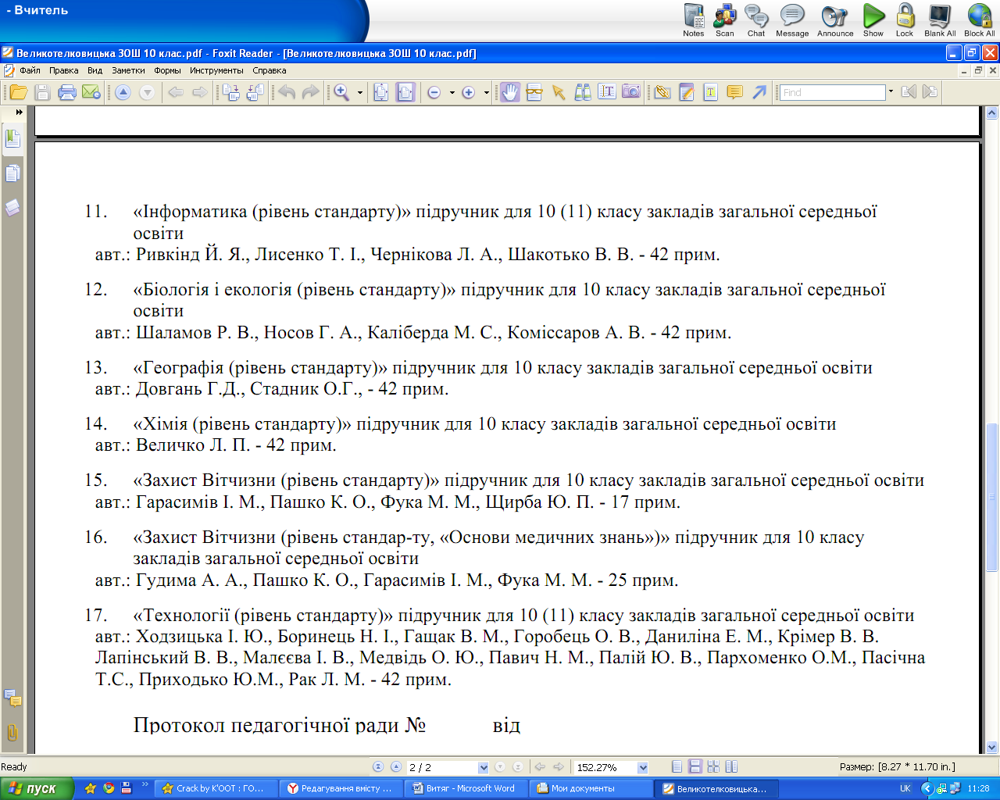 - Вчитель
Notes Scan Chat Message Announce Show Lock Blank All Block All
Великотелковицька ЗОШ 10 клас.pdf - Foxit Reader - [Великотелковицька ЗОШ 10 клас.pdf]
Файл Правка Вид Заметки Формы Инструменты Справка
Find
11. «Інформатика (рівень стандарту)» підручник для 10 (11) класу закладів загальної середньої
освіти
авт.: Ривкінд Й. Я., Лисенко Т. І., Чернікова Л. А., Шакотько В. В. - 42 прим.
12. «Біологія і екологія (рівень стандарту)» підручник для 10 класу закладів загальної середньої
освіти
авт.: Шаламов Р. В., Носов Г. А., Каліберда М. С., Коміссаров А. В. - 42 прим.
13. «Географія (рівень стандарту)» підручник для 10 класу закладів загальної середньої освіти
авт.: Довгань Г.Д., Стадник О.Г., - 42 прим.
14. «Хімія (рівень стандарту)» підручник для 10 класу закладів загальної середньої освіти
авт.: Величко Л. П. - 42 прим.
15. «Захист Вітчизни (рівень стандарту)» підручник для 10 класу закладів загальної середньої освіти
авт.: Гарасимів І. М., Пашко К. О., Фука М. М., Щирба Ю. П. - 17 прим.
16. «Захист Вітчизни (рівень стандар-ту, «Основи медичних знань»)» підручник для 10 класу
закладів загальної середньої освіти
авт.: Гудима А. А., Пашко К. О., Гарасимів І. М., Фука М. М. - 25 прим.
17. «Технології (рівень стандарту)» підручник для 10 (11) класу закладів загальної середньої освіти
авт.: Ходзицька І. Ю., Боринець Н. І., Гащак В. М., Горобець О. В., Даниліна Е. М., Крімер В. В.
Лапінський В. В., Малєєва І. В., Медвідь О. Ю., Павич Н. М., Палій Ю. В., Пархоменко О.М., Пасічна
Т.С., Приходько Ю.М., Рак Л. М. - 42 прим.
Протокол педагогічної ради № від
Ready 2 / 2 152.27% Размер: [8.27 * 11.70 in.]
пуск Crack by K'OOT : ГО... Редагування вмісту ... Витяг - Microsoft Word Мои документы Великотелковицька... UK 11:28